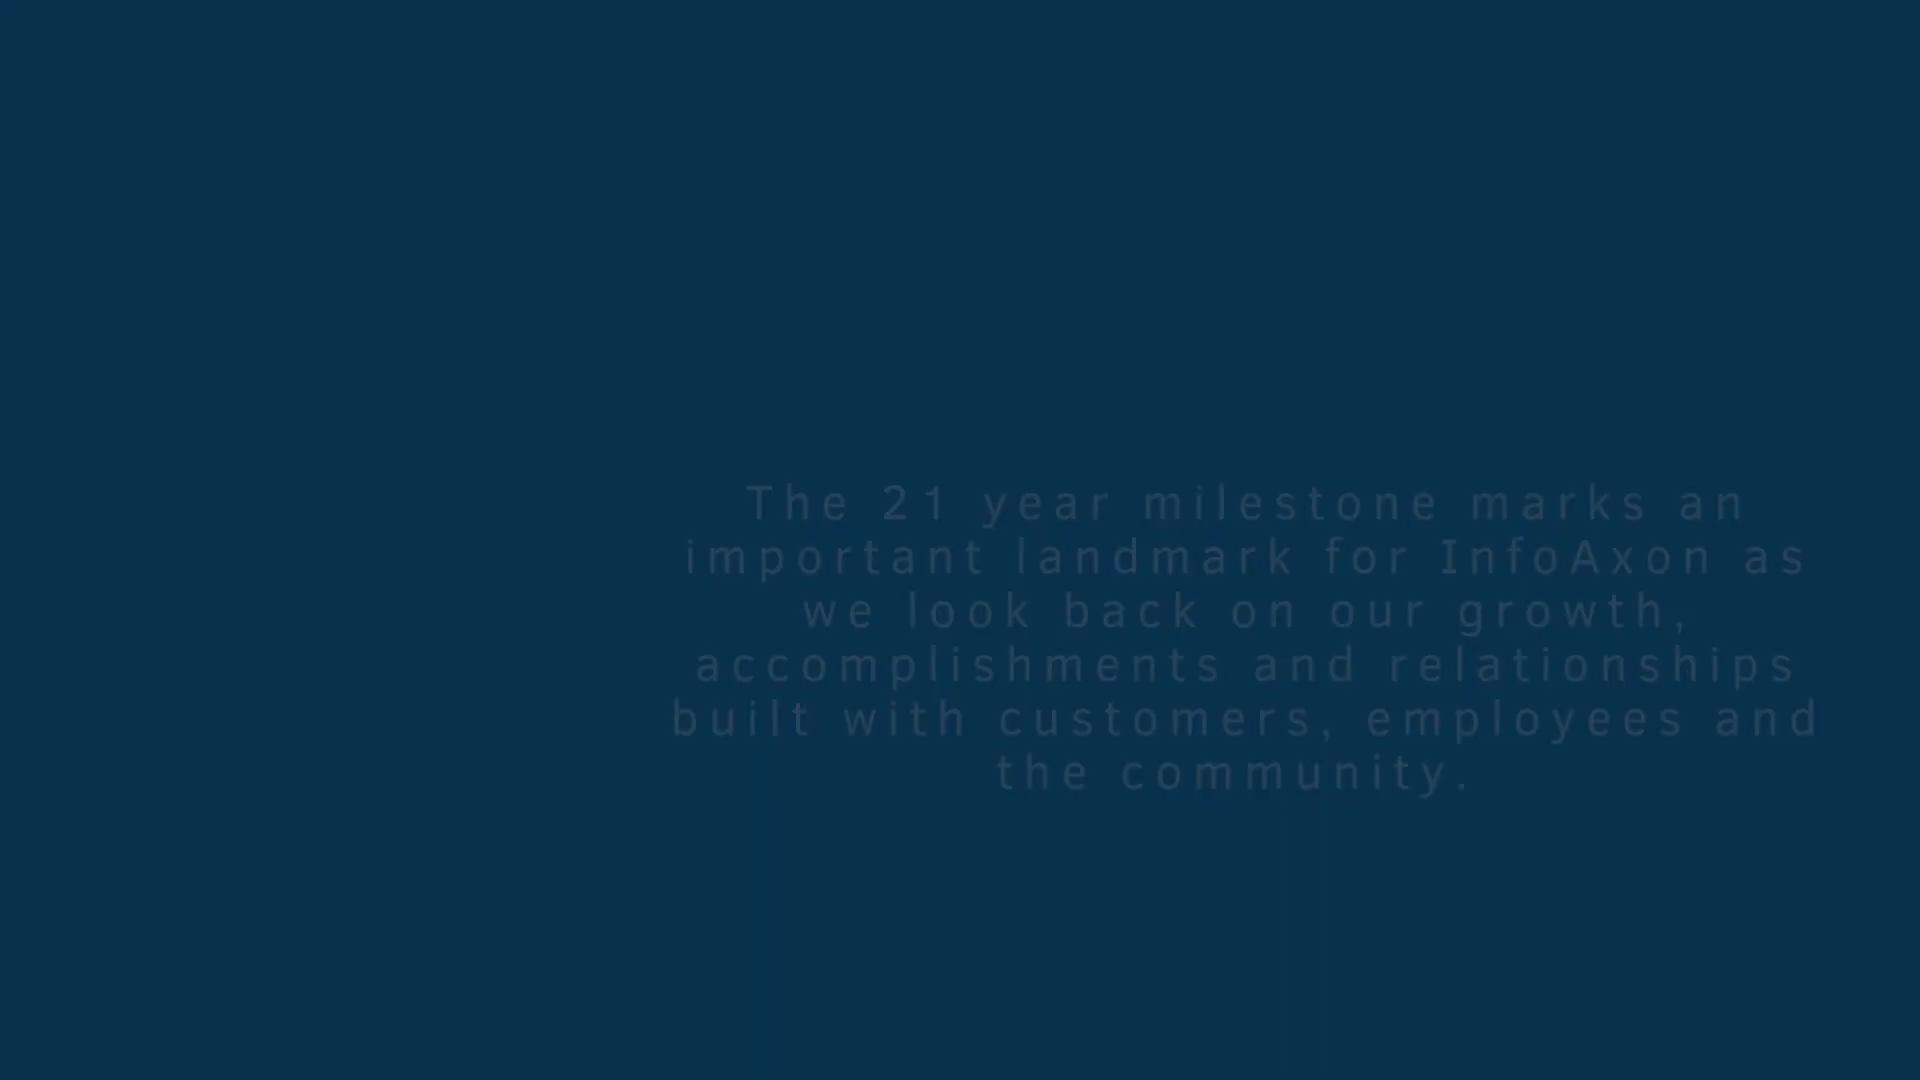 The 21 year milestone marks an
important landmark for InfoAxon as
we look back on our growth,
accomplishments and relationships
built with customers, employees and
the community.